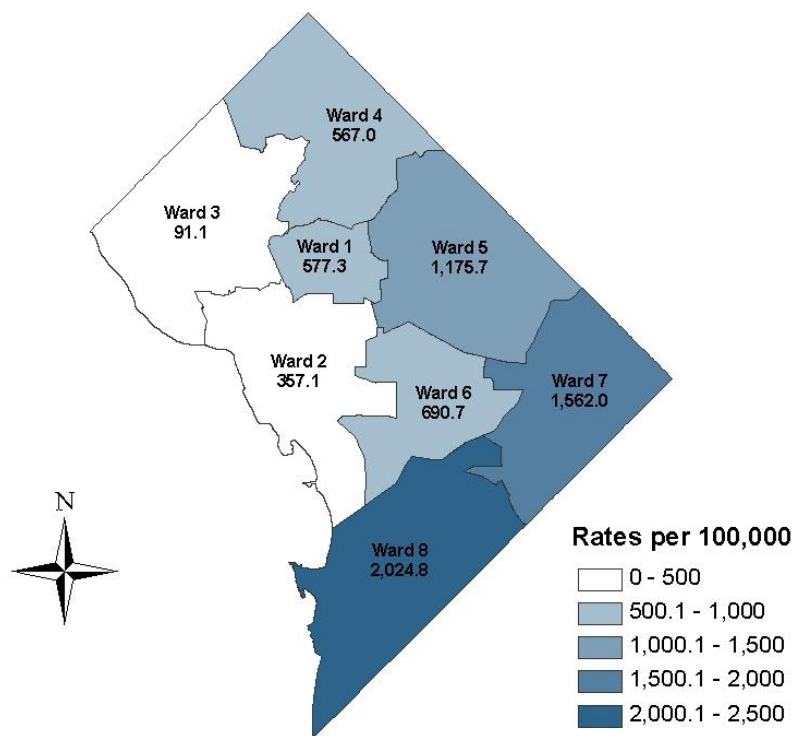 Ward 4
567.0
Ward 3
91.1
Ward 1
577.3
Ward 5
1,175.7
Ward 2
357.1
Ward 6
690.7
Ward 7
1,562.0
Ward 8
2,024.8
N
Rates per 100,000
0 - 500
500.1 - 1,000
1,000.1 - 1,500
1,500.1 - 2,000
2,000.1 - 2,500